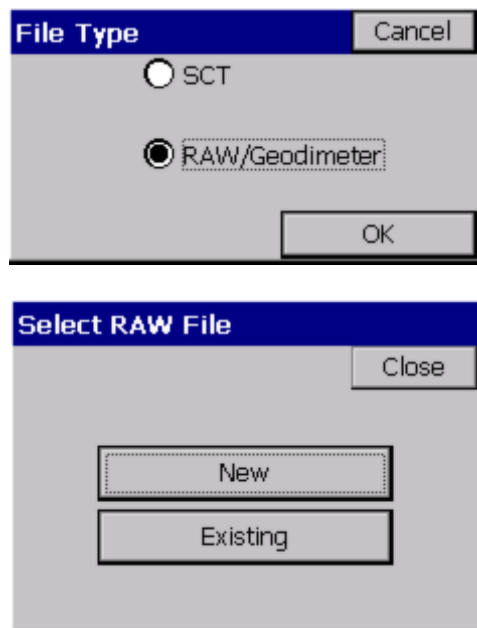 File Type Cancel
SCT
RAW/Geodimeter
OK
Select RAW File
Close
New
Existing